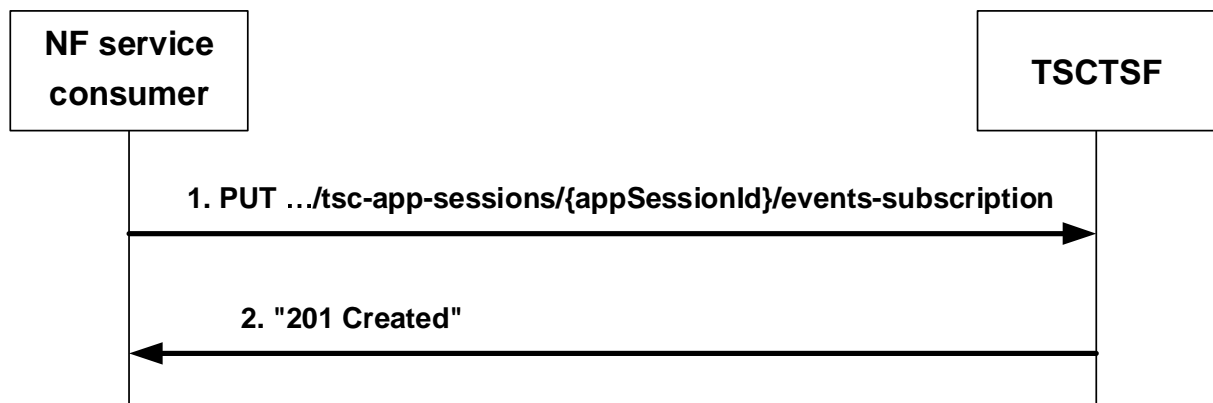 NF service
consumer
TSCTSF
1. PUT …/tsc-app-sessions/{appSessionId}/events-subscription
2. "201 Created"